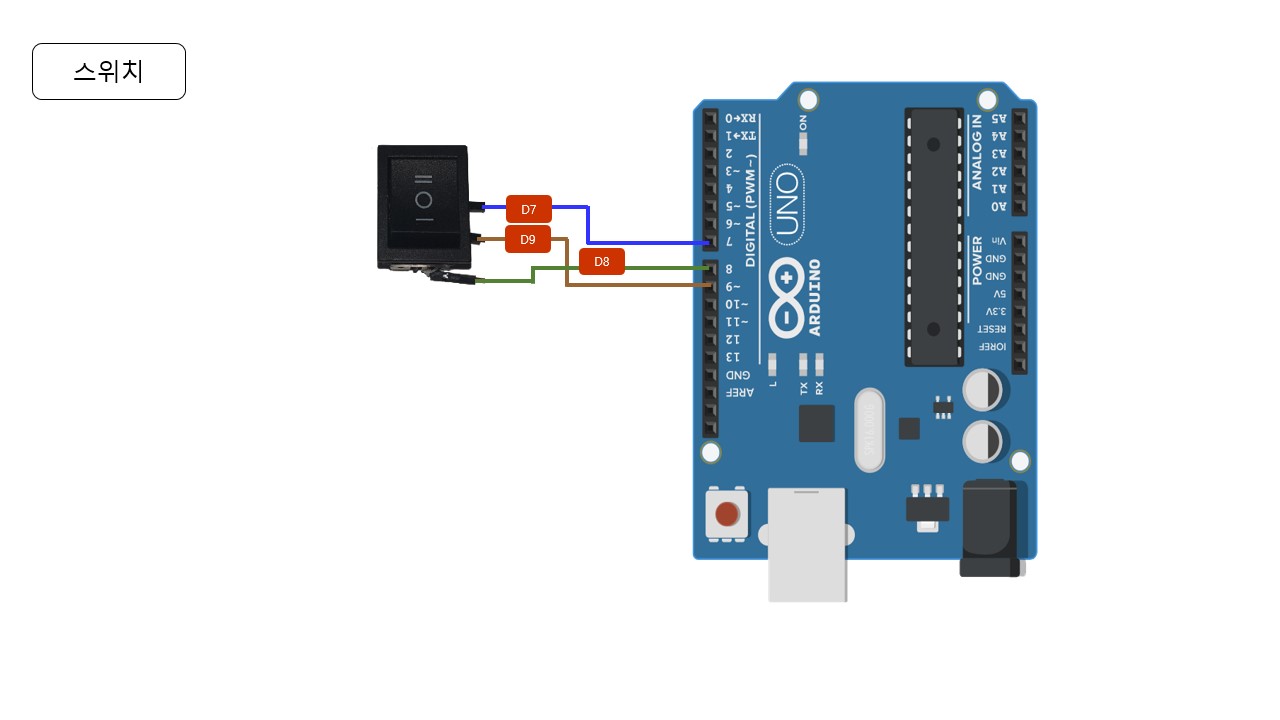 스위치
D7
D9
D8
RX←0
TX→1
2
~3
4
~5
~6
7
8
~9
~10
~11
12
13
GND
AREF
DIGITAL (PWM~)
ON
UNO
ARDUINO
L
TX
RX
ANALOG IN
A5
A4
A3
A2
A1
A0
POWER
Vin
GND
GND
5V
3.3V
RESET
IOREF